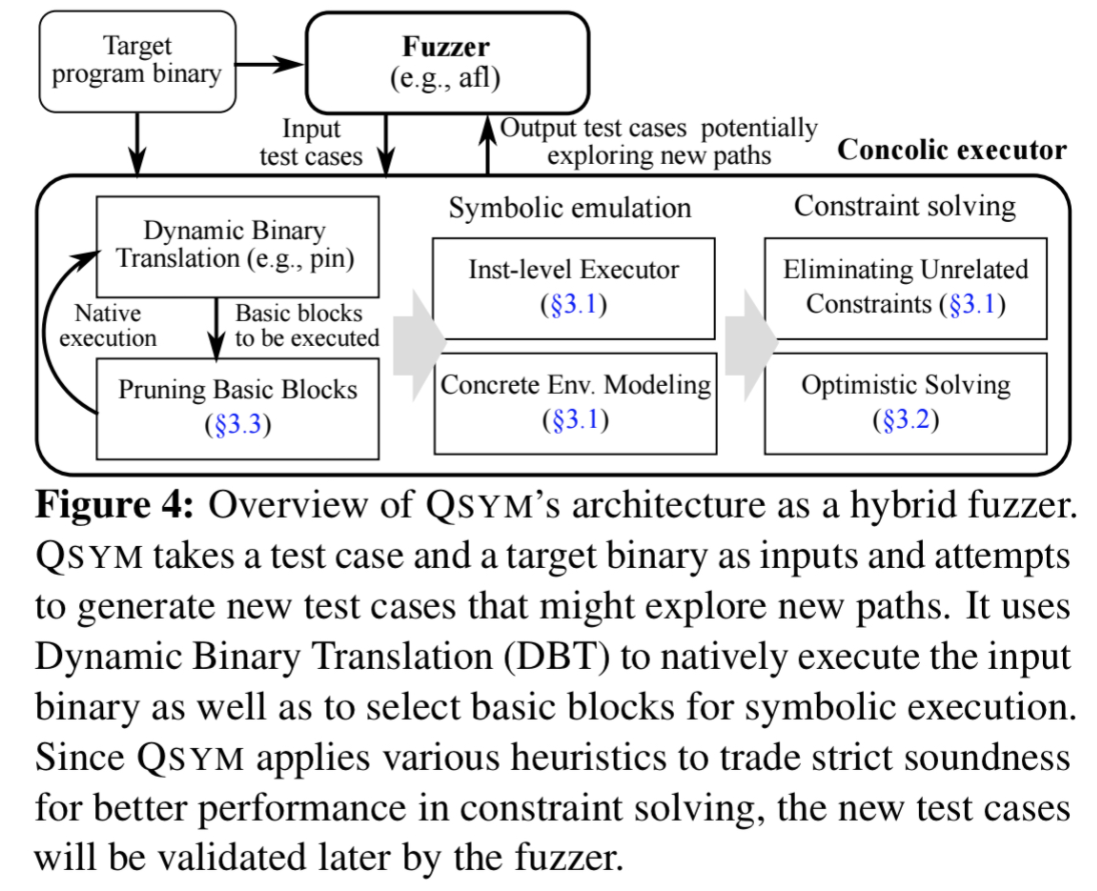 Target
program binary
Fuzzer
(e.g., afl)
Input
test cases
Output test cases potentially
exploring new paths
Concolic executor
Dynamic Binary
Translation (e.g., pin)
Native
execution
Basic blocks
to be executed
Pruning Basic Blocks
(§3.3)
Symbolic emulation
Inst-level Executor
(§3.1)
Concrete Env. Modeling
(§3.1)
Constraint solving
Eliminating Unrelated
Constraints (§3.1)
Optimistic Solving
(§3.2)
Figure 4: Overview of QSYM's architecture as a hybrid fuzzer.
QSYM takes a test case and a target binary as inputs and attempts
to generate new test cases that might explore new paths. It uses
Dynamic Binary Translation (DBT) to natively execute the input
binary as well as to select basic blocks for symbolic execution.
Since QSYM applies various heuristics to trade strict soundness
for better performance in constraint solving, the new test cases
will be validated later by the fuzzer.